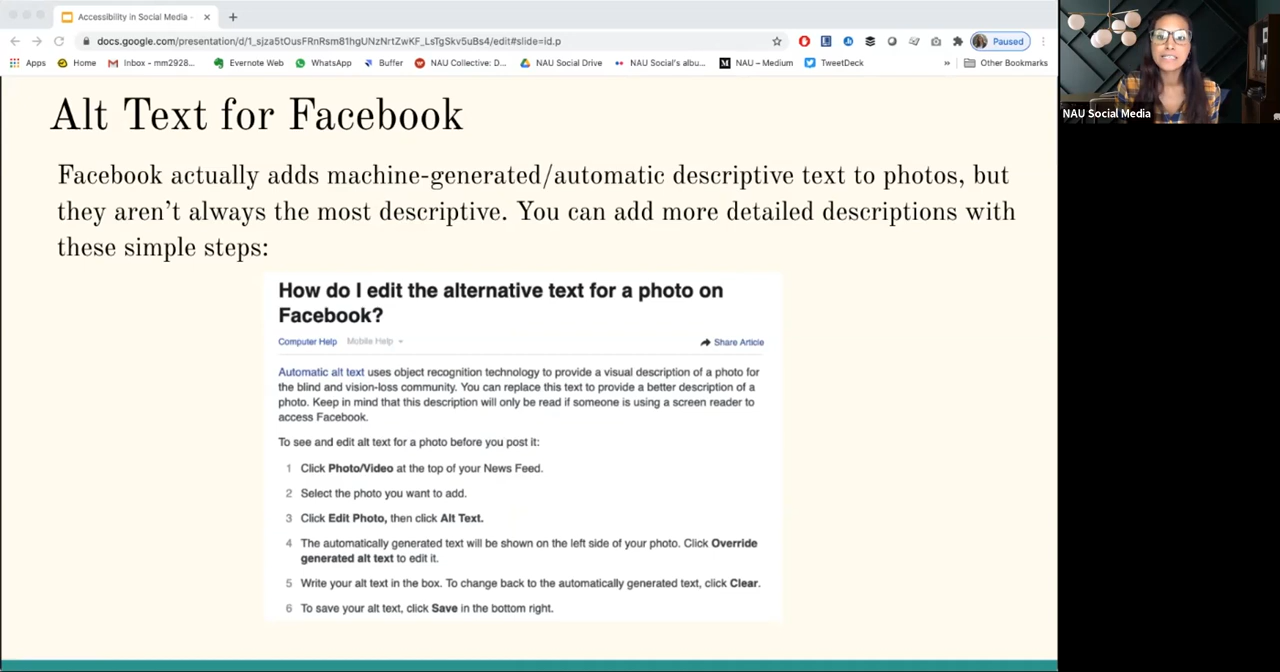 Accessibility in Social Media -
docs.google.com/presentation/d/1_sjza5tOusFRnRsm81hgUNzNrtZwKF_LsTgSkv5uBs4/edit#slide=id.p
Paused
Apps Home Inbox - mm2928... Evernote Web WhatsApp Buffer NAU Collective: D... NAU Social Drive NAU Social's albu... NAU – Medium TweetDeck » Other Bookmarks
NAU Social Media
Alt Text for Facebook
Facebook actually adds machine-generated/automatic descriptive text to photos, but
they aren't always the most descriptive. You can add more detailed descriptions with
these simple steps:
How do I edit the alternative text for a photo on
Facebook?
Computer Help Mobile Help Share Article
Automatic alt text uses object recognition technology to provide a visual description of a photo for
the blind and vision-loss community. You can replace this text to provide a better description of a
photo. Keep in mind that this description will only be read if someone is using a screen reader to
access Facebook.
To see and edit alt text for a photo before you post it:
1 Click Photo/Video at the top of your News Feed.
2 Select the photo you want to add.
3 Click Edit Photo, then click Alt Text.
4 The automatically generated text will be shown on the left side of your photo. Click Override
generated alt text to edit it.
5 Write your alt text in the box. To change back to the automatically generated text, click Clear.
6 To save your alt text, click Save in the bottom right.